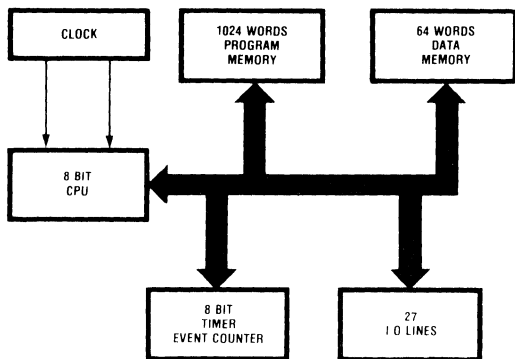 CLOCK
1024 WORDS
PROGRAM
MEMORY
64 WORDS
DATA
MEMORY
8 BIT
CPU
8 BIT
TIMER
EVENT COUNTER
27
I O LINES